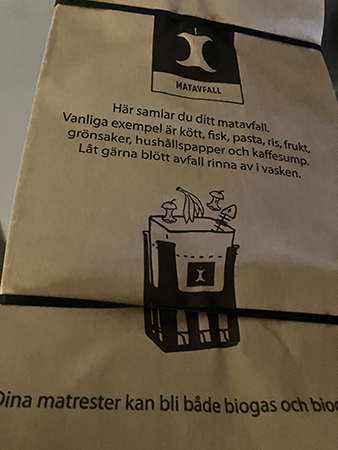 MATAVFALL
Här samlar du ditt matavfall.
Vanliga exempel är kött, fisk, pasta, ris, frukt,
grönsaker, hushållspapper och kaffesump.
Låt gärna blött avfall rinna av i vasken.
Dina matrester kan bli både biogas och